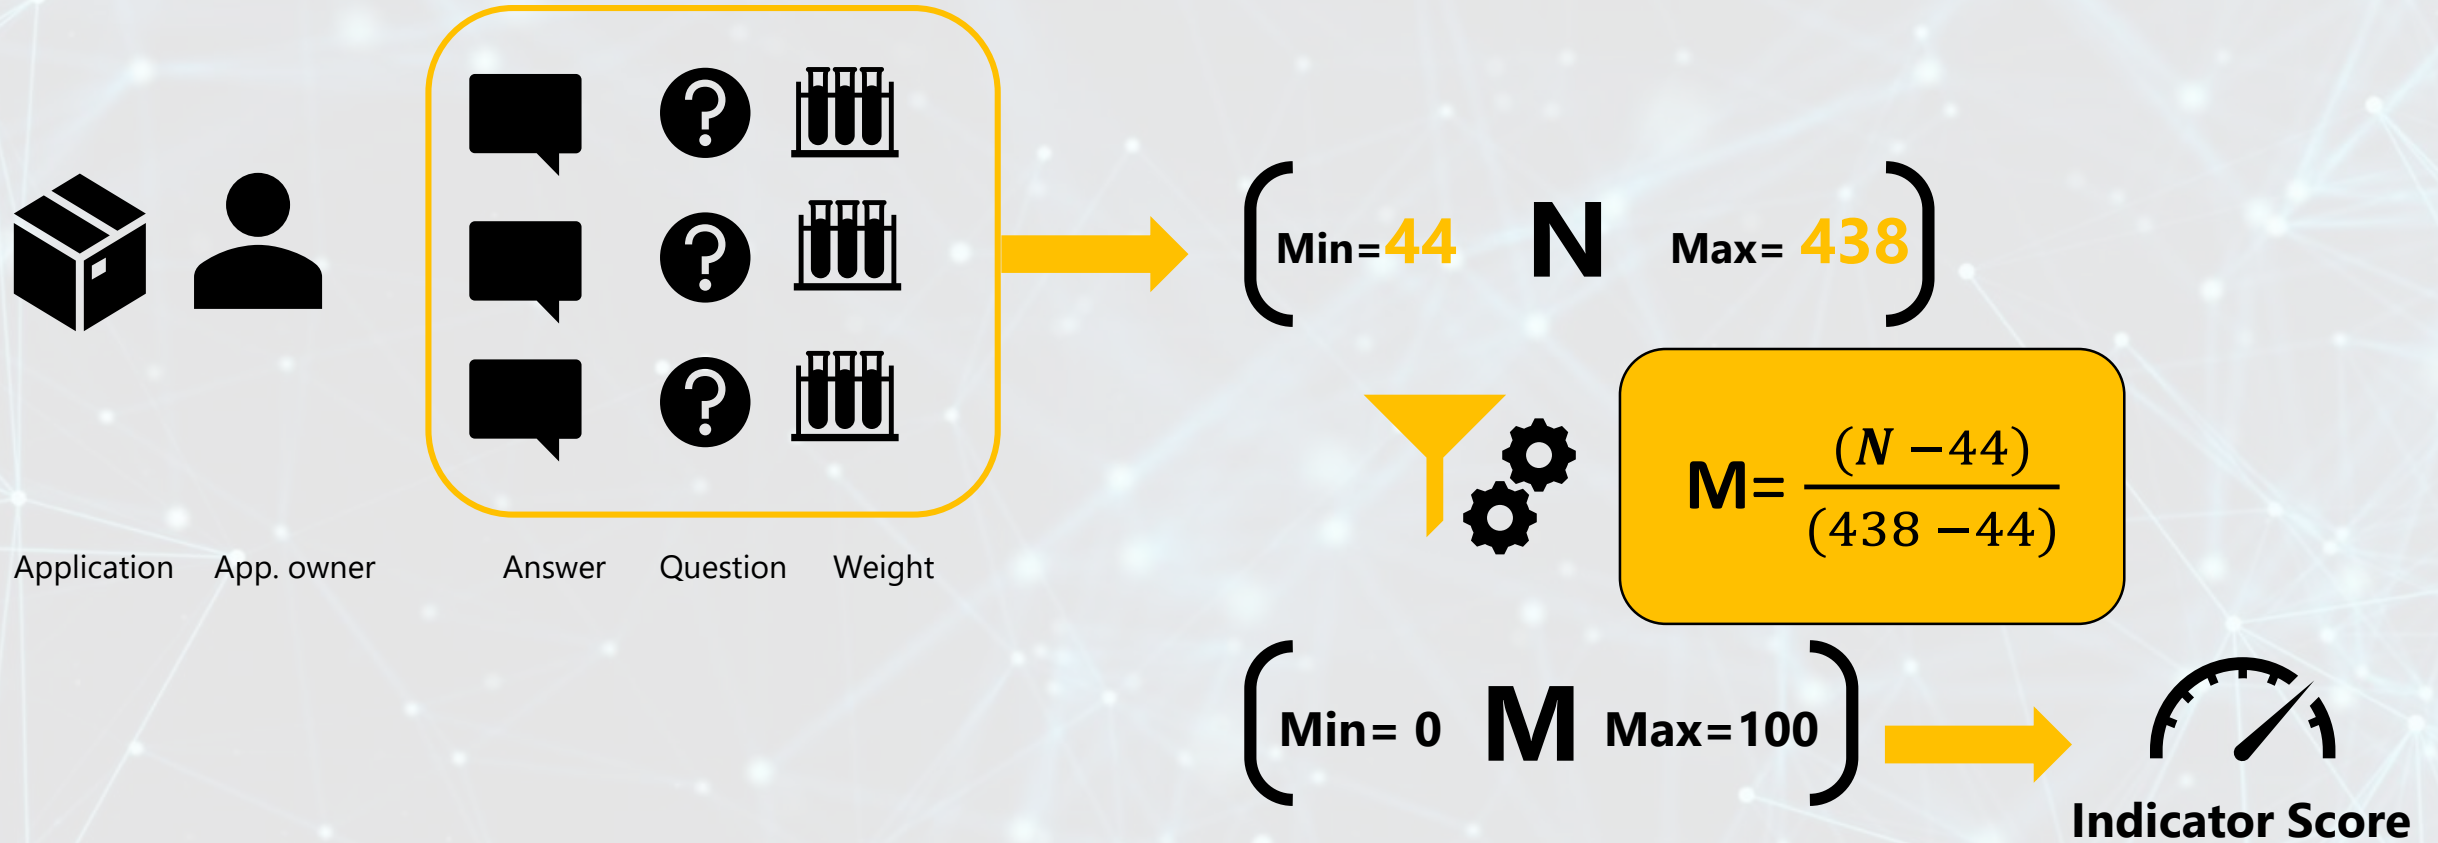 Application App. owner Answer Question Weight
Min=44 N Max= 438
M= (N −44)
(438 −44)
Min= 0 M Max=100
Indicator Score